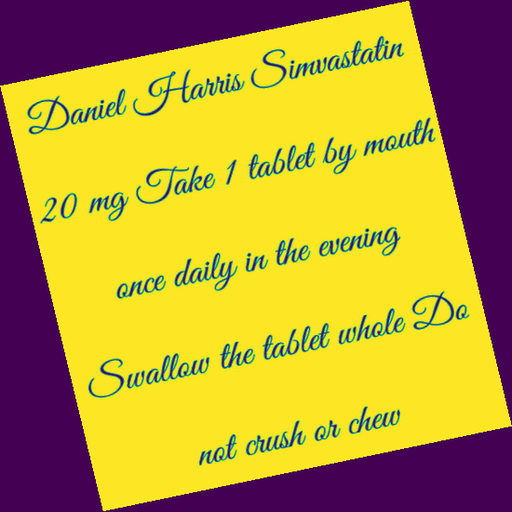 Daniel Harris Simvastatin
20 mg Take 1 tablet by mouth
once daily in the evening
Swallow the tablet whole Do
not crush or chew